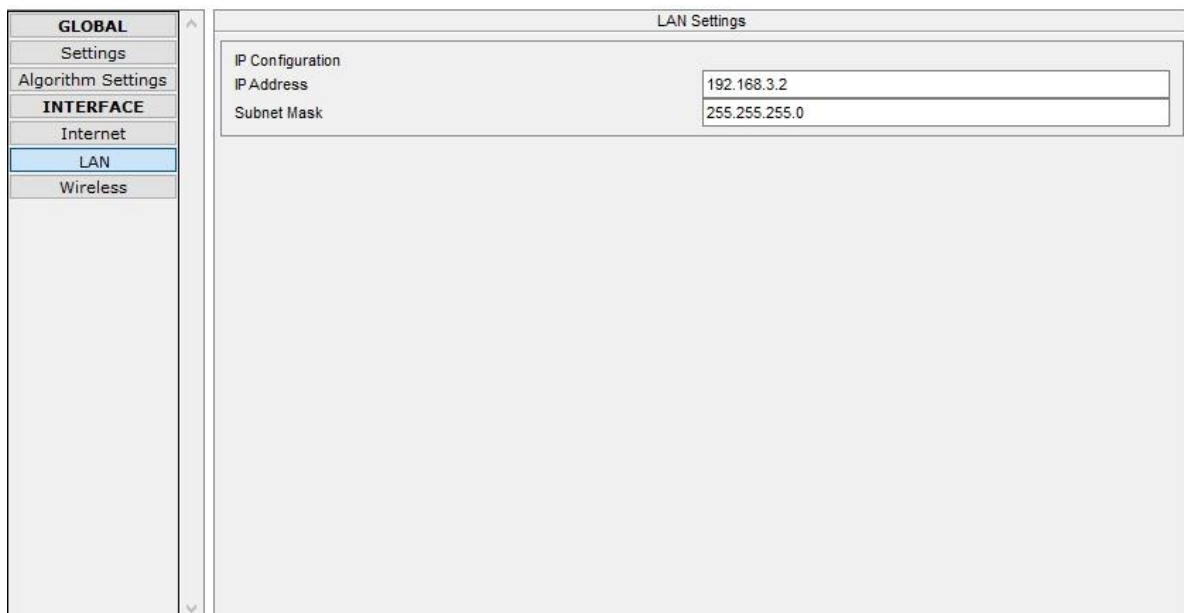 GLOBAL
Settings
Algorithm Settings
INTERFACE
Internet
LAN
Wireless
LAN Settings
IP Configuration
IP Address 192.168.3.2
Subnet Mask 255.255.255.0